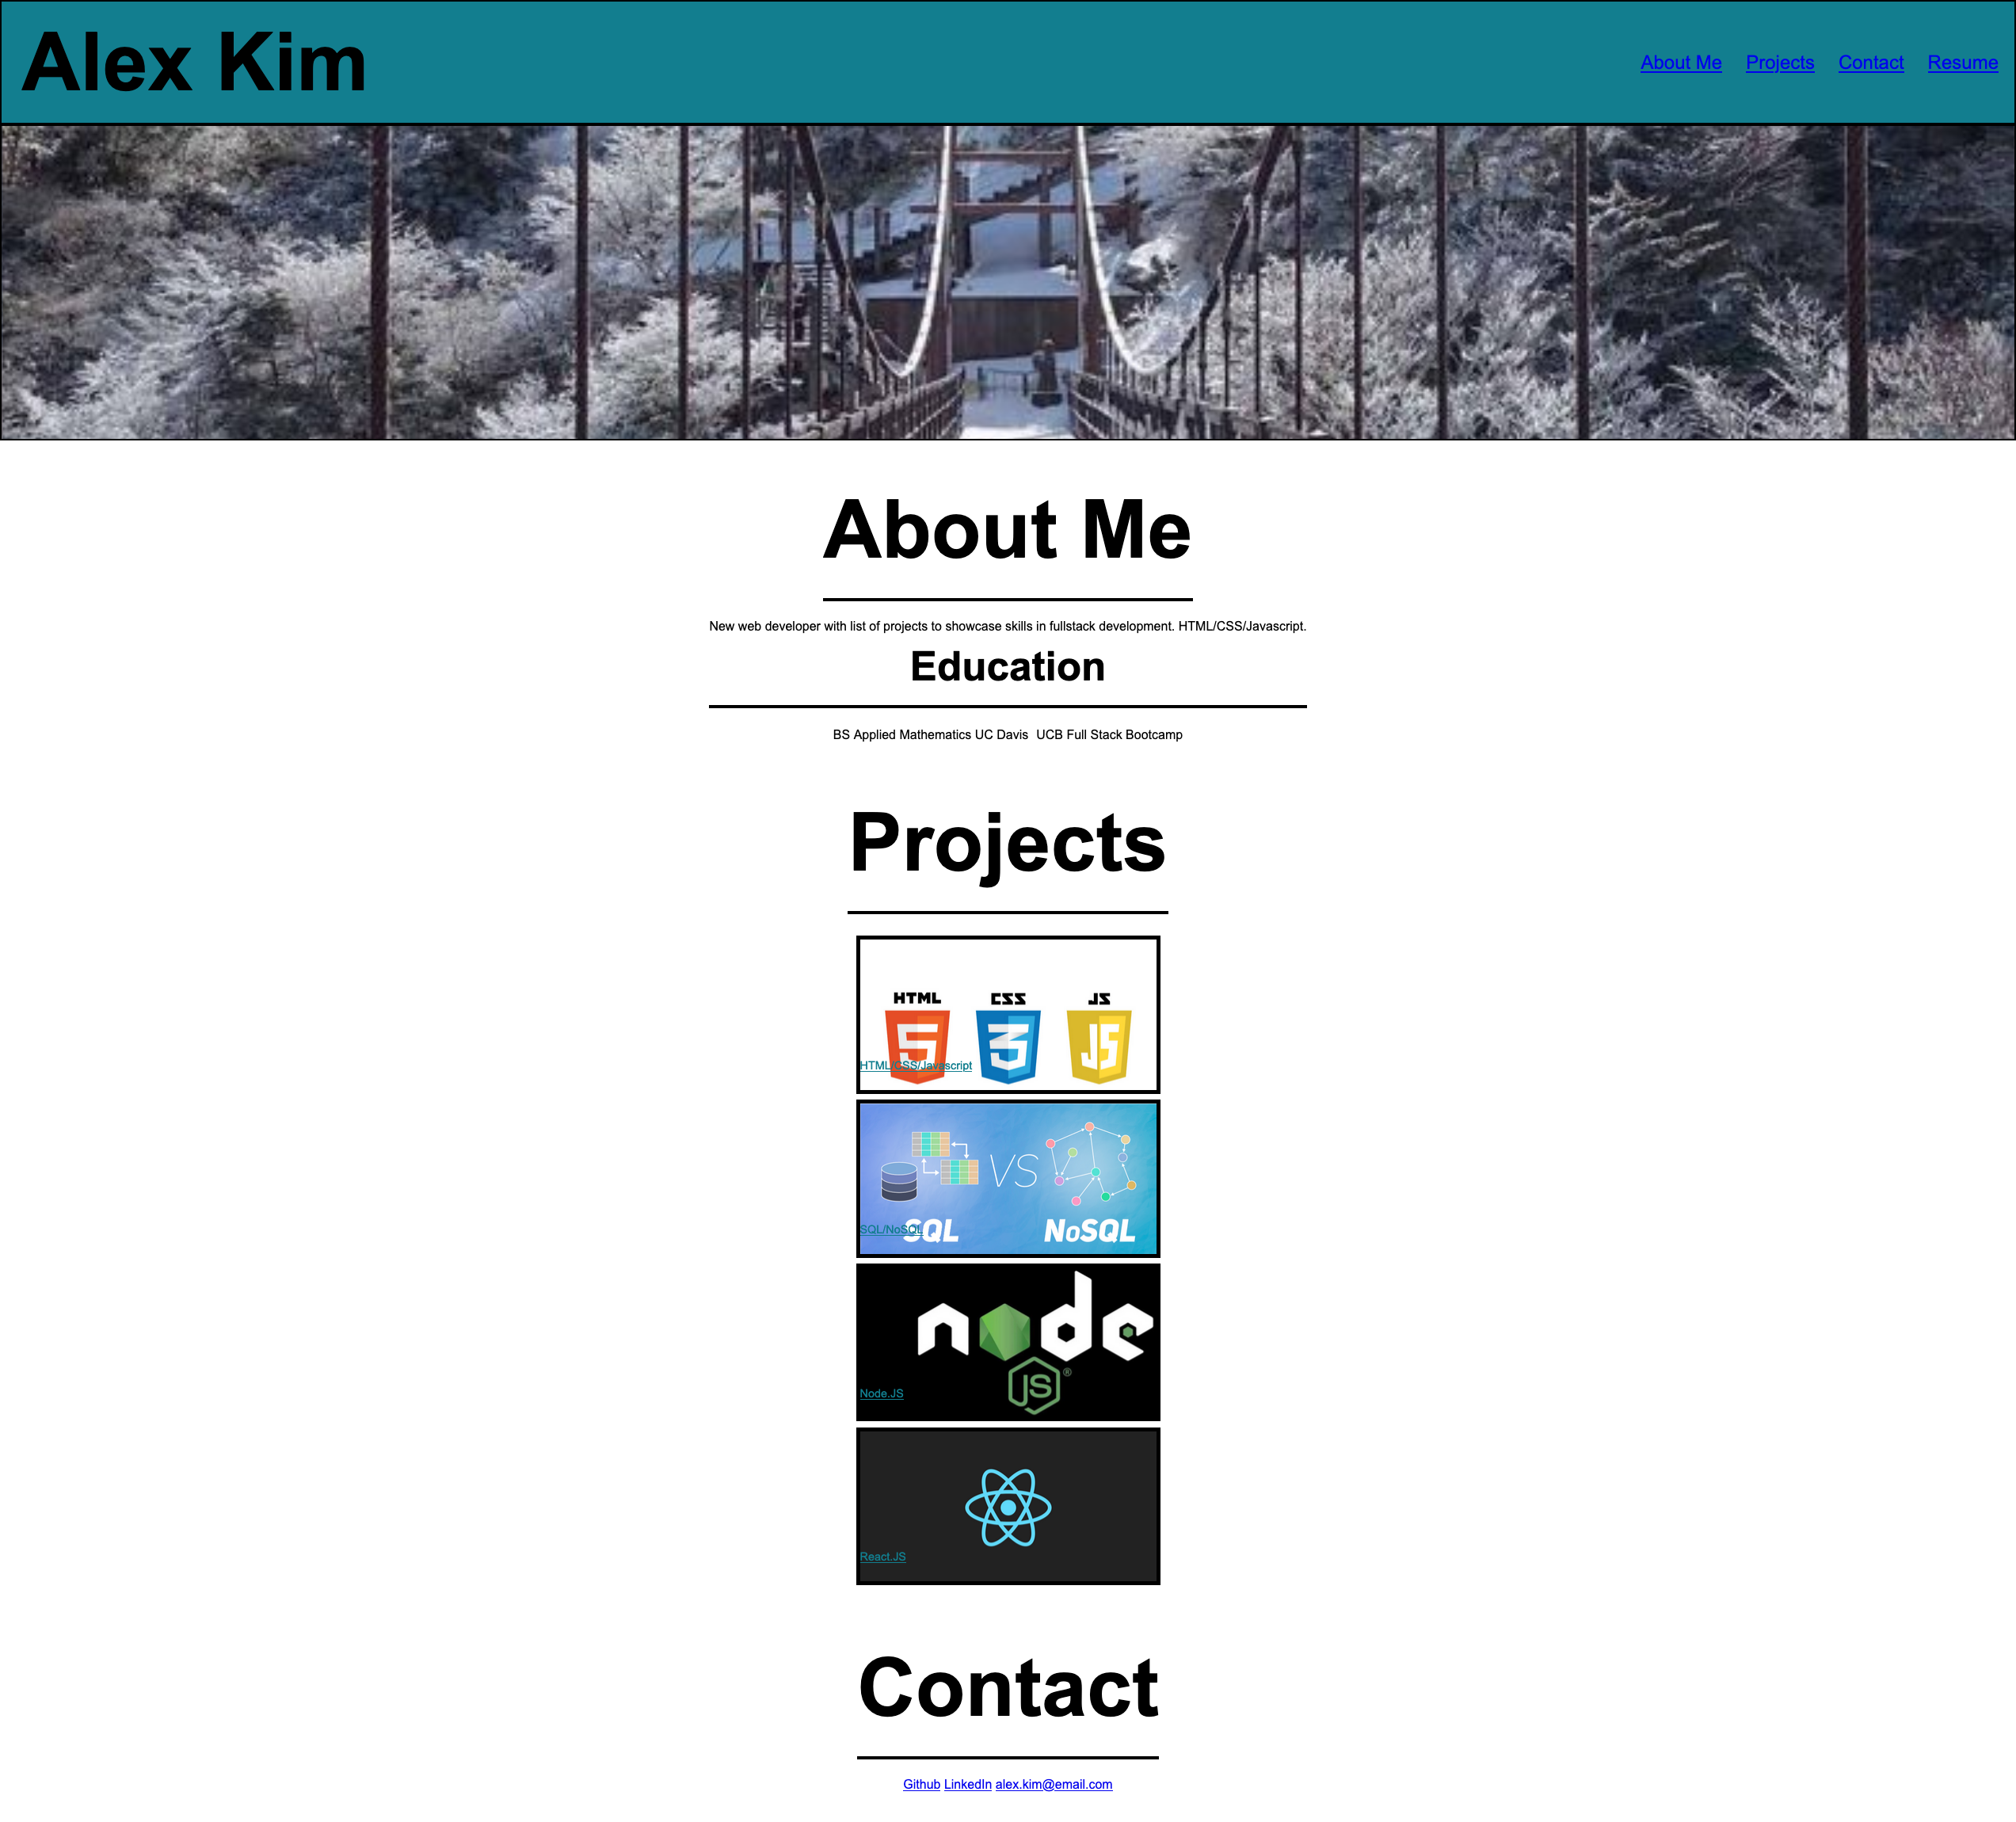 Alex Kim
About Me Projects Contact Resume
About Me
New web developer with list of projects to showcase skills in fullstack development. HTML/CSS/Javascript.
Education
BS Applied Mathematics UC Davis UCB Full Stack Bootcamp
Projects
HTML CSS JS
5 3 JS
HTML/CSS/Javascript
VS
SQL NoSQL
SQL/NoSQL
node
JS®
Node.JS
React.JS
Contact
Github LinkedIn alex.kim@email.com